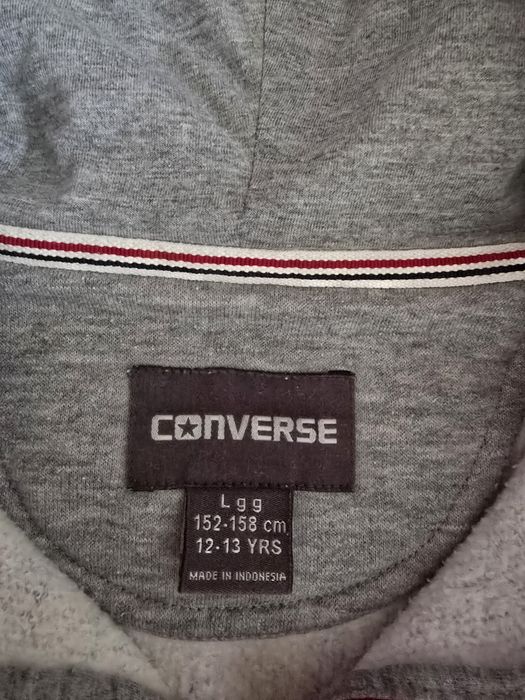 CONVERSE
L g g
152-158 cm
12-13 YRS
MADE IN INDONESIA